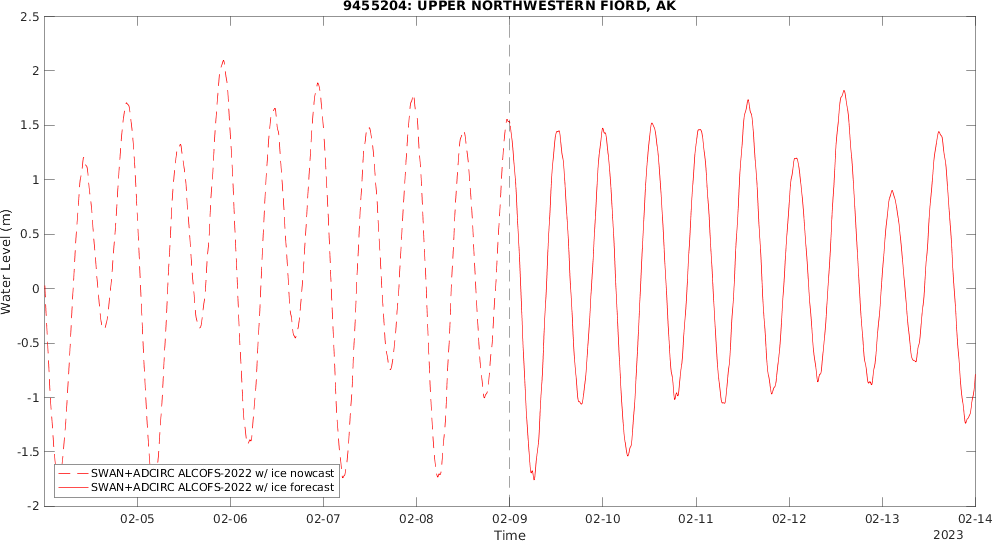 9455204: UPPER NORTHWESTERN FIORD, AK
2.5
2
1.5
1
0.5
0
-0.5
-1
-1.5
-2
Water Level (m)
SWAN+ADCIRC ALCOFS-2022 w/ ice nowcast
SWAN+ADCIRC ALCOFS-2022 w/ ice forecast
02-05 02-06 02-07 02-08 02-09 02-10 02-11 02-12 02-13 02-14
Time
2023